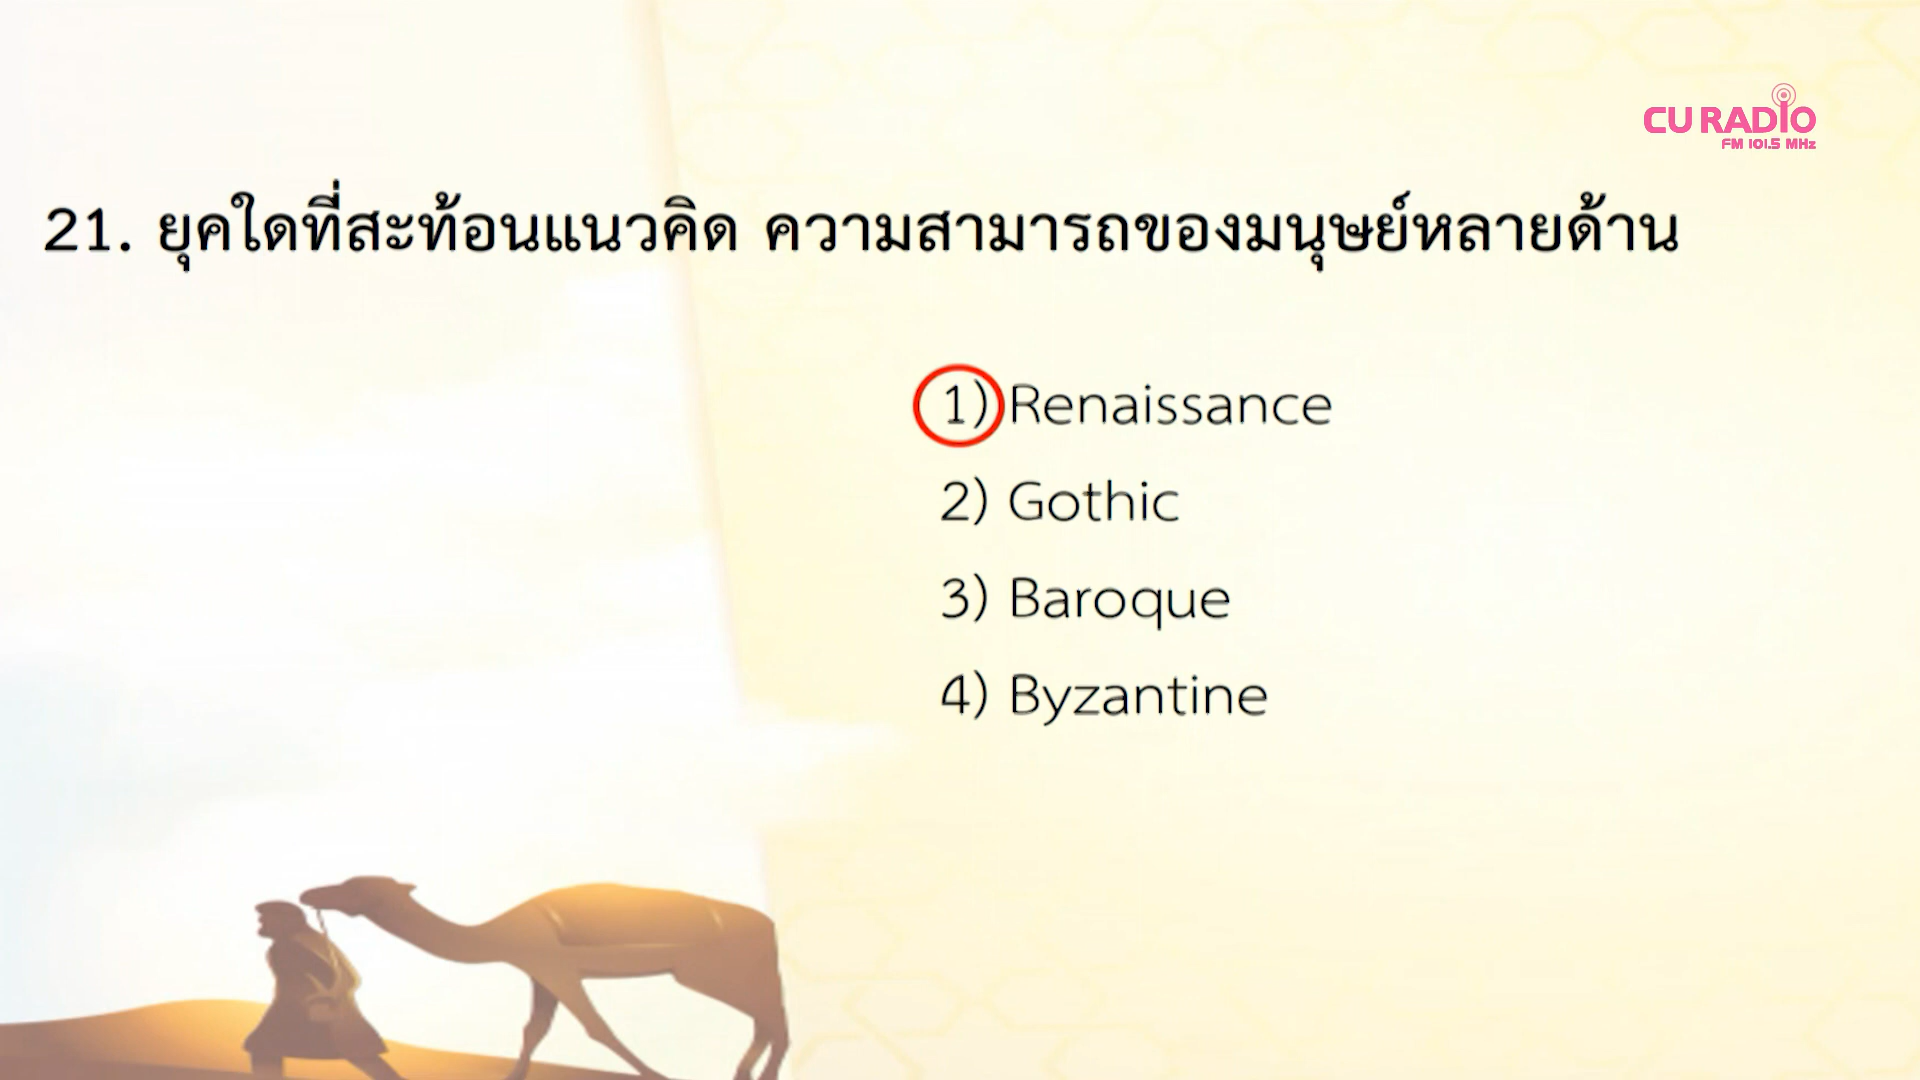 CU RADIO
FM 101.5 MHz
21. ยุคใดที่สะท้อนแนวคิด ความสามารถของมนุษย์หลายด้าน
1) Renaissance
2) Gothic
3) Baroque
4) Byzantine